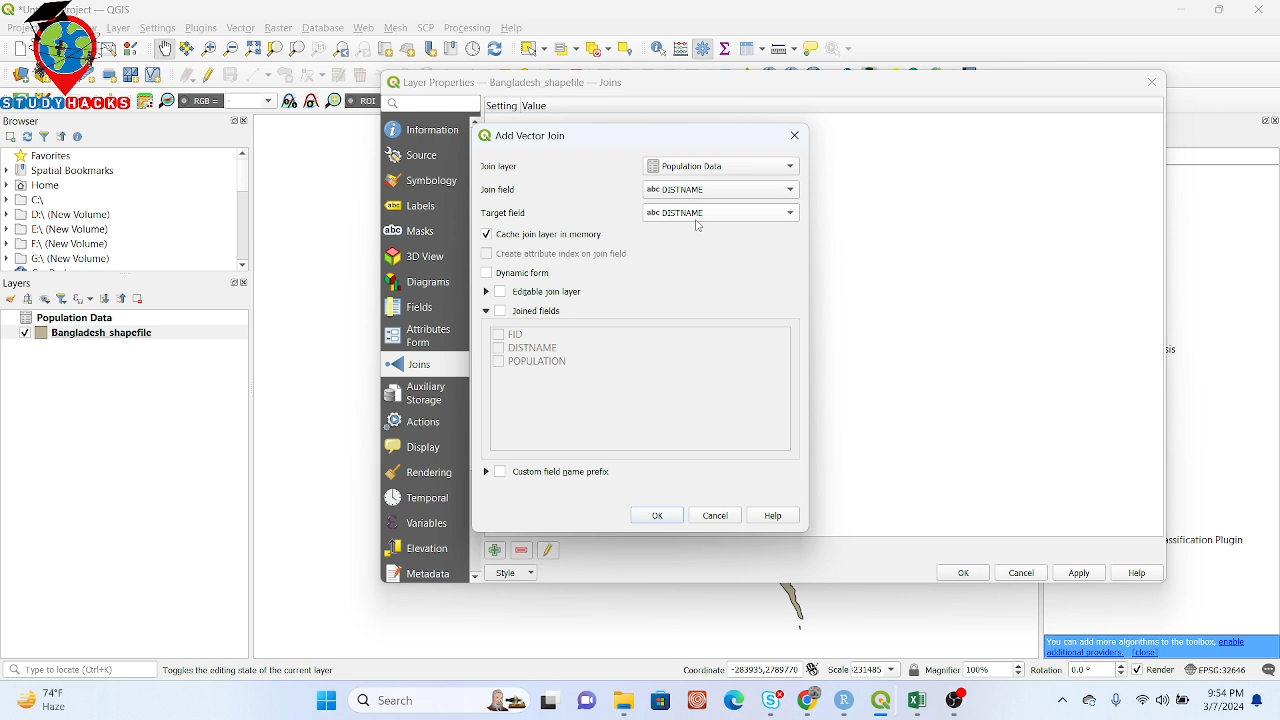 *Unt project — QGIS
Layer Settings Plugins Vector Raster Database Web Mesh SCP Processing Help
STUDYHACKS
RGB =
ROI
Layer Properties — Bangladesh_shapefile — Joins
Setting Value
Browser
Favorites
Spatial Bookmarks
Home
C:\
D:\ (New Volume)
E:\ (New Volume)
F:\ (New Volume)
G:\ (New Volume)
Layers
Population Data
Bangladesh_shapefile
Information
Source
Symbology
Labels
Masks
3D View
Diagrams
Fields
Attributes
Form
Joins
Auxiliary
Storage
Actions
Display
Rendering
Temporal
Variables
Elevation
Metadata
Add Vector Join
Join layer Population Data
Join field abc DISTNAME
Target field abc DISTNAME
Cache join layer in memory
Create attribute index on join field
Dynamic form
Editable join layer
Joined fields
FID
DISTNAME
POPULATION
Custom field name prefix
OK Cancel Help
Style
OK Cancel Apply Help
sis
ssification Plugin
You can add more algorithms to the toolbox, enable
additional providers. [close]
Type to locate (Ctrl+K) Toggles the editing state of the current layer Coordinate -283935,2789770 Scale 231485 Magnifier 100% Rotation 0.0 ° Render EPSG:32646
74°F
Haze
Search
9:54 PM
3/7/2024